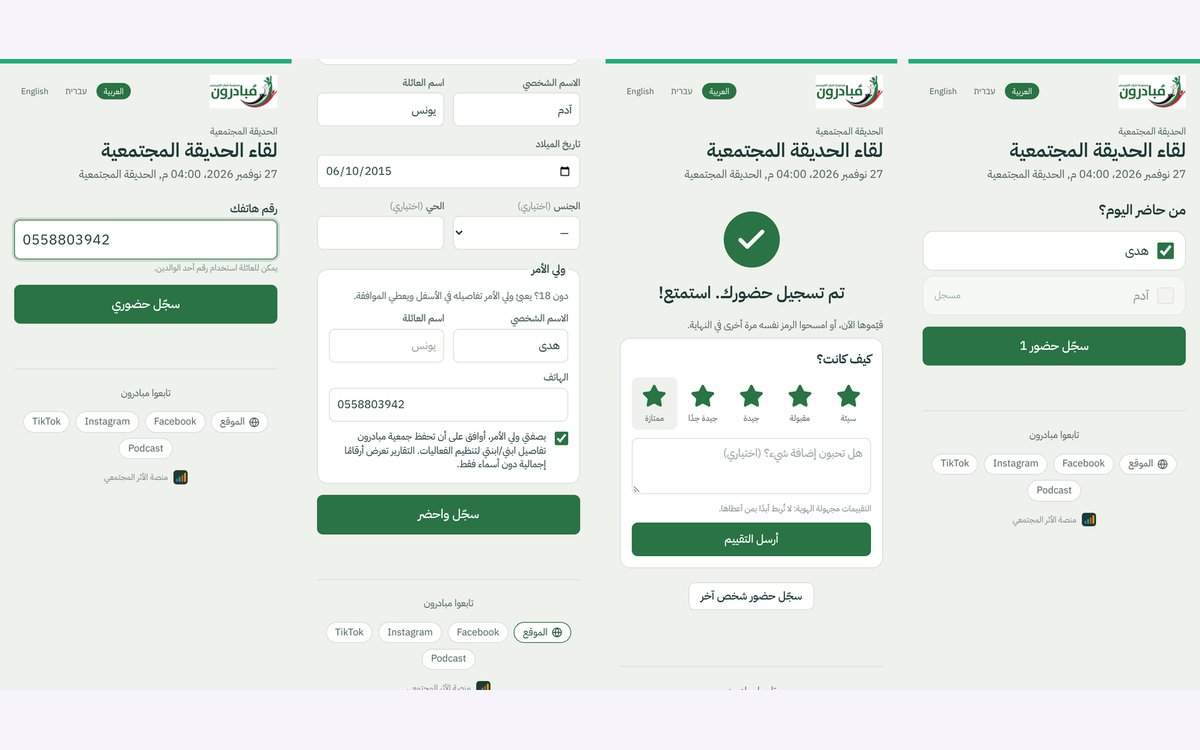 مُبادرون
العربية
עברית
English
الحديقة المجتمعية
لقاء الحديقة المجتمعية
27 نوفمبر 2026، 04:00 م, الحديقة المجتمعية
رقم هاتفك
0558803942
يمكن للعائلة استخدام رقم أحد الوالدين.
سجّل حضوري
تابعوا مبادرون
الموقع
Facebook
Instagram
TikTok
Podcast
منصة الأثر المجتمعي
الاسم الشخصي
اسم العائلة
آدم
يونس
تاريخ الميلاد
06/10/2015
الجنس (اختياري)
الحي (اختياري)
—
ولي الأمر
دون 18؟ يعبئ ولي الأمر تفاصيله في الأسفل ويعطي الموافقة.
الاسم الشخصي
اسم العائلة
هدى
يونس
الهاتف
0558803942
بصفتي ولي الأمر، أوافق على أن تحفظ جمعية مبادرون
تفاصيل ابني/ابنتي لتنظيم الفعاليات. التقارير تعرض أرقامًا
إجمالية دون أسماء فقط.
سجّل واحضر
تابعوا مبادرون
الموقع
Facebook
Instagram
TikTok
Podcast
منصة الأثر المجتمعي
مُبادرون
العربية
עברית
English
الحديقة المجتمعية
لقاء الحديقة المجتمعية
27 نوفمبر 2026، 04:00 م, الحديقة المجتمعية
تم تسجيل حضورك. استمتع!
قيّموها الآن، أو امسحوا الرمز نفسه مرة أخرى في النهاية.
كيف كانت؟
سيئة
مقبولة
جيدة
جيدة جدًا
ممتازة
هل تحبون إضافة شيء؟ (اختياري)
التقييمات مجهولة الهوية: لا تُربط أبدًا بمن أعطاها.
أرسل التقييم
سجّل حضور شخص آخر
مُبادرون
العربية
עברית
English
الحديقة المجتمعية
لقاء الحديقة المجتمعية
27 نوفمبر 2026، 04:00 م, الحديقة المجتمعية
من حاضر اليوم؟
هدى
آدم
مسجل
سجّل حضور 1
تابعوا مبادرون
الموقع
Facebook
Instagram
TikTok
Podcast
منصة الأثر المجتمعي